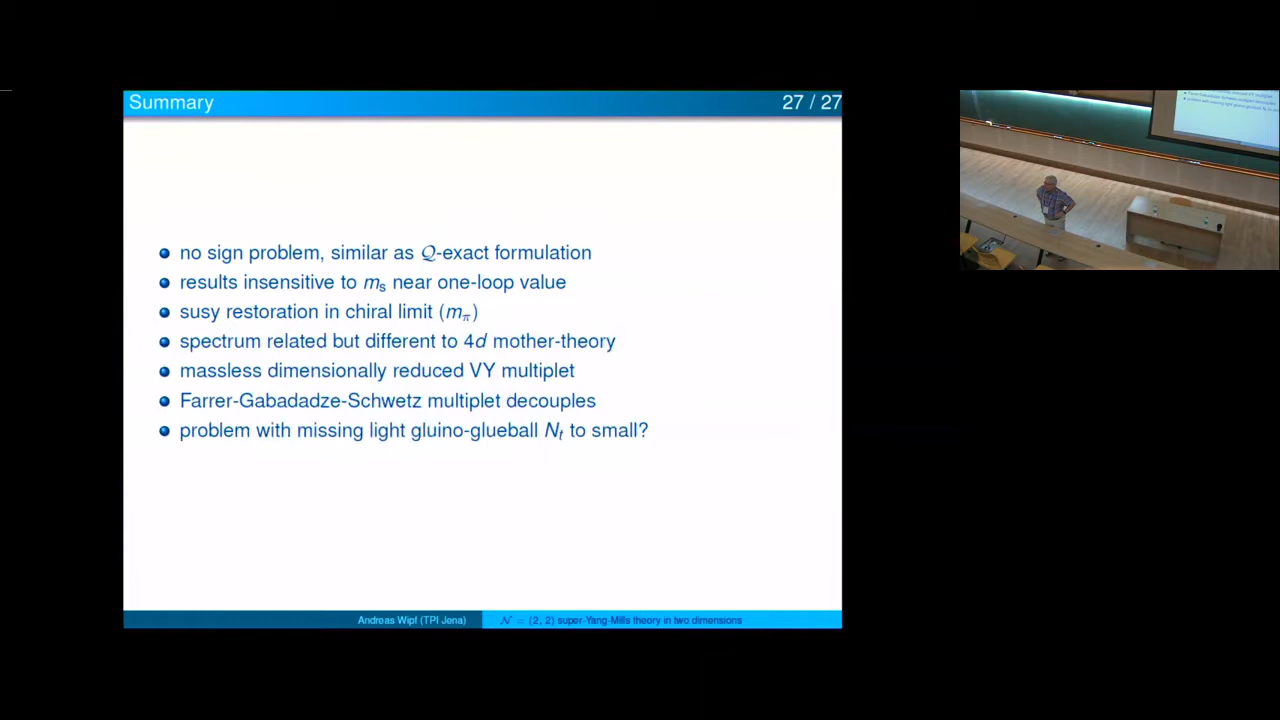 Summary 27 / 27
no sign problem, similar as Q-exact formulation
results insensitive to mₛ near one-loop value
susy restoration in chiral limit (m_π)
spectrum related but different to 4d mother-theory
massless dimensionally reduced VY multiplet
Farrer-Gabadadze-Schwetz multiplet decouples
problem with missing light gluino-glueball Nₜ to small?
Andreas Wipf (TPI Jena) N = (2, 2) super-Yang-Mills theory in two dimensions